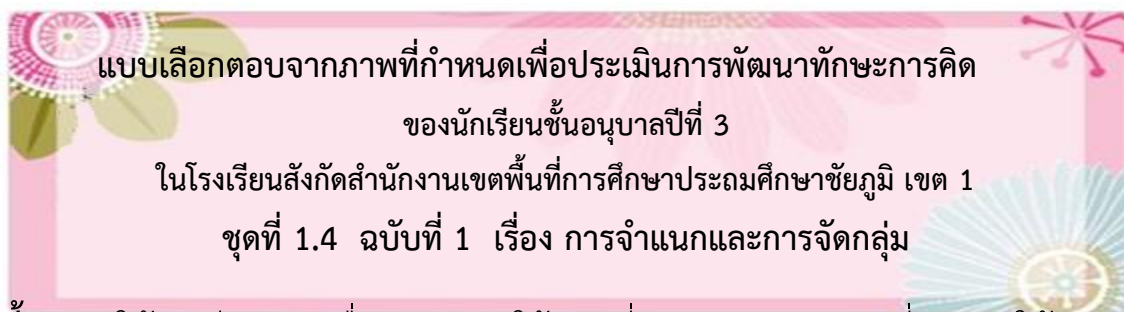 แบบเลือกตอบจากภาพที่กำหนดเพื่อประเมินการพัฒนาทักษะการคิด
ของนักเรียนชั้นอนุบาลปีที่ 3
ในโรงเรียนสังกัดสำนักงานเขตพื้นที่การศึกษาประถมศึกษาชัยภูมิ เขต 1
ชุดที่ 1.4 ฉบับที่ 1 เรื่อง การจำแนกและการจัดกลุ่ม